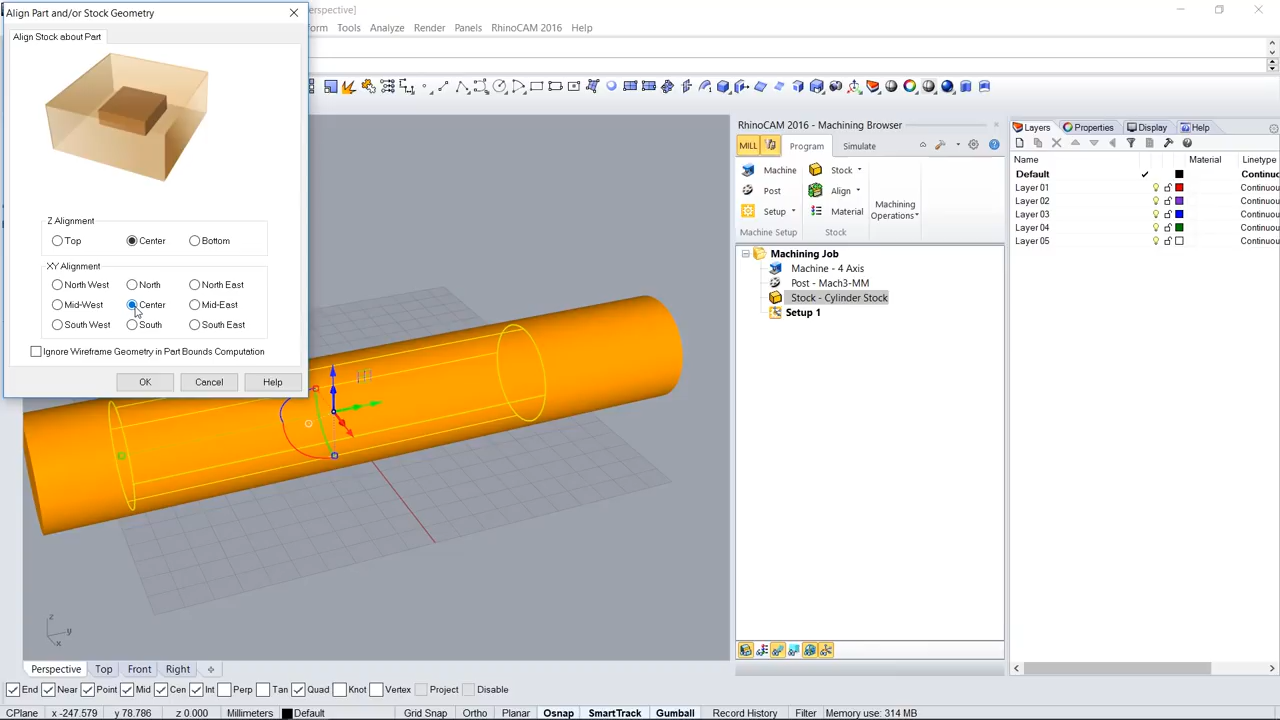 Align Part and/or Stock Geometry
Perspective]
Tools Analyze Render Panels RhinoCAM 2016 Help
Align Stock about Part
Z Alignment
Top Center Bottom
XY Alignment
North West North North East
Mid-West Center Mid-East
South West South South East
Ignore Wireframe Geometry in Part Bounds Computation
OK Cancel Help
RhinoCAM 2016 - Machining Browser
MILL Program Simulate
Machine Stock
Post Align
Setup Material
Machining Operations
Machine Setup Stock
Machining Job
Machine - 4 Axis
Post - Mach3-MM
Stock - Cylinder Stock
Setup 1
Layers Properties Display Help
Name Material Linetype
Default Continuou
Layer 01 Continuou
Layer 02 Continuou
Layer 03 Continuou
Layer 04 Continuou
Layer 05 Continuou
z
y
x
Perspective Top Front Right
End Near Point Mid Cen Int Perp Tan Quad Knot Vertex Project Disable
CPlane x -247.579 y 78.786 z 0.000 Millimeters Default Grid Snap Ortho Planar Osnap SmartTrack Gumball Record History Filter Memory use: 314 MB